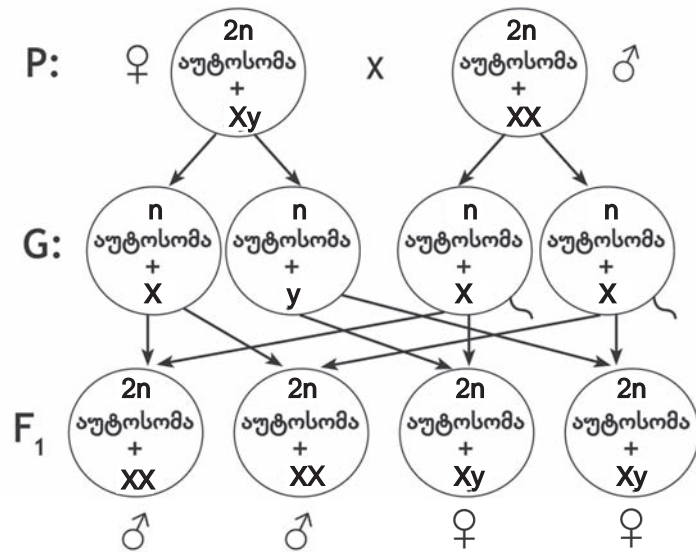 P: ♀ 2n აუტოსომა + Xy x 2n აუტოსომა + XX ♂
G: n აუტოსომა + X n აუტოსომა + y n აუტოსომა + X n აუტოსომა + X
F₁ 2n აუტოსომა + XX 2n აუტოსომა + XX 2n აუტოსომა + Xy 2n აუტოსომა + Xy
♂ ♂ ♀ ♀